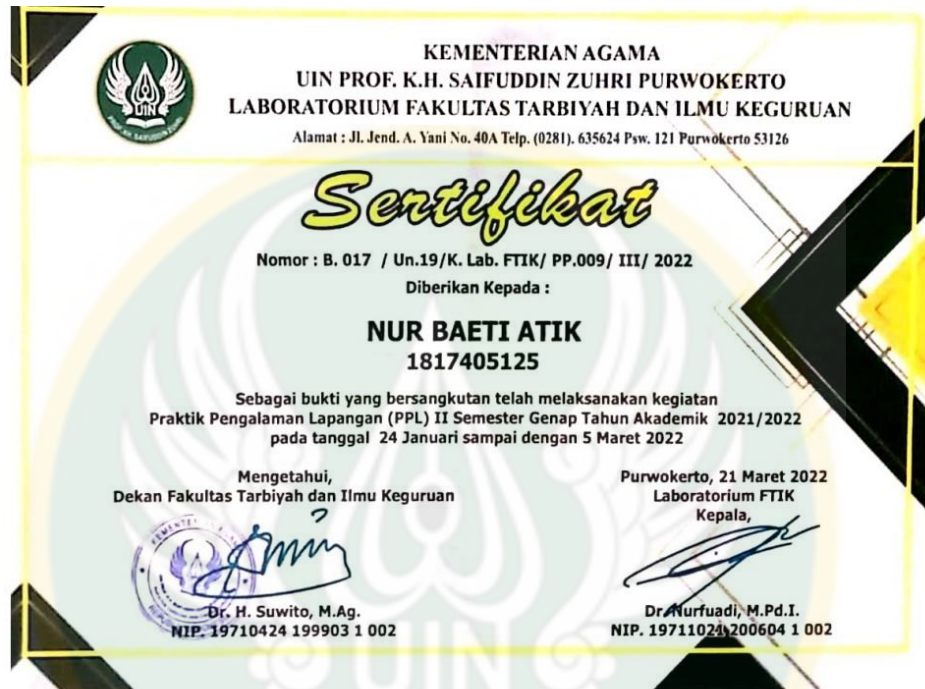 KEMENTERIAN AGAMA
UIN PROF. K.H. SAIFUDDIN ZUHRI PURWOKERTO
LABORATORIUM FAKULTAS TARBIYAH DAN ILMU KEGURUAN
Alamat : Jl. Jend. A. Yani No. 40A Telp. (0281). 635624 Psw. 121 Purwokerto 53126
UIN
Sertifikat
Nomor : B. 017 / Un.19/K. Lab. FTIK/ PP.009/ III/ 2022
Diberikan Kepada :
NUR BAETI ATIK
1817405125
Sebagai bukti yang bersangkutan telah melaksanakan kegiatan
Praktik Pengalaman Lapangan (PPL) II Semester Genap Tahun Akademik 2021/2022
pada tanggal 24 Januari sampai dengan 5 Maret 2022
Mengetahui,
Dekan Fakultas Tarbiyah dan Ilmu Keguruan
Dr. H. Suwito, M.Ag.
NIP. 19710424 199903 1 002
Purwokerto, 21 Maret 2022
Laboratorium FTIK
Kepala,
Dr. Nurfuadi, M.Pd.I.
NIP. 19711021 200604 1 002
UIN